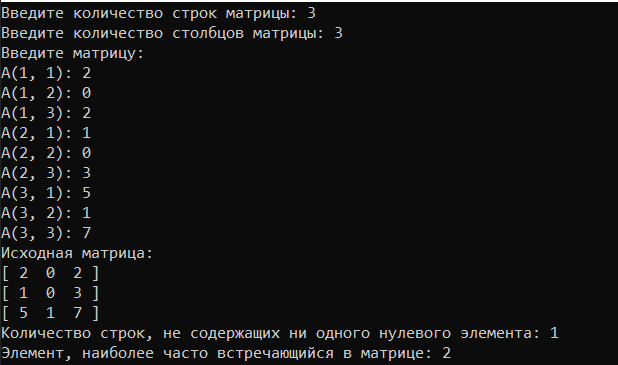 Введите количество строк матрицы: 3
Введите количество столбцов матрицы: 3
Введите матрицу:
A(1, 1): 2
A(1, 2): 0
A(1, 3): 2
A(2, 1): 1
A(2, 2): 0
A(2, 3): 3
A(3, 1): 5
A(3, 2): 1
A(3, 3): 7
Исходная матрица:
[ 2  0  2 ]
[ 1  0  3 ]
[ 5  1  7 ]
Количество строк, не содержащих ни одного нулевого элемента: 1
Элемент, наиболее часто встречающийся в матрице: 2